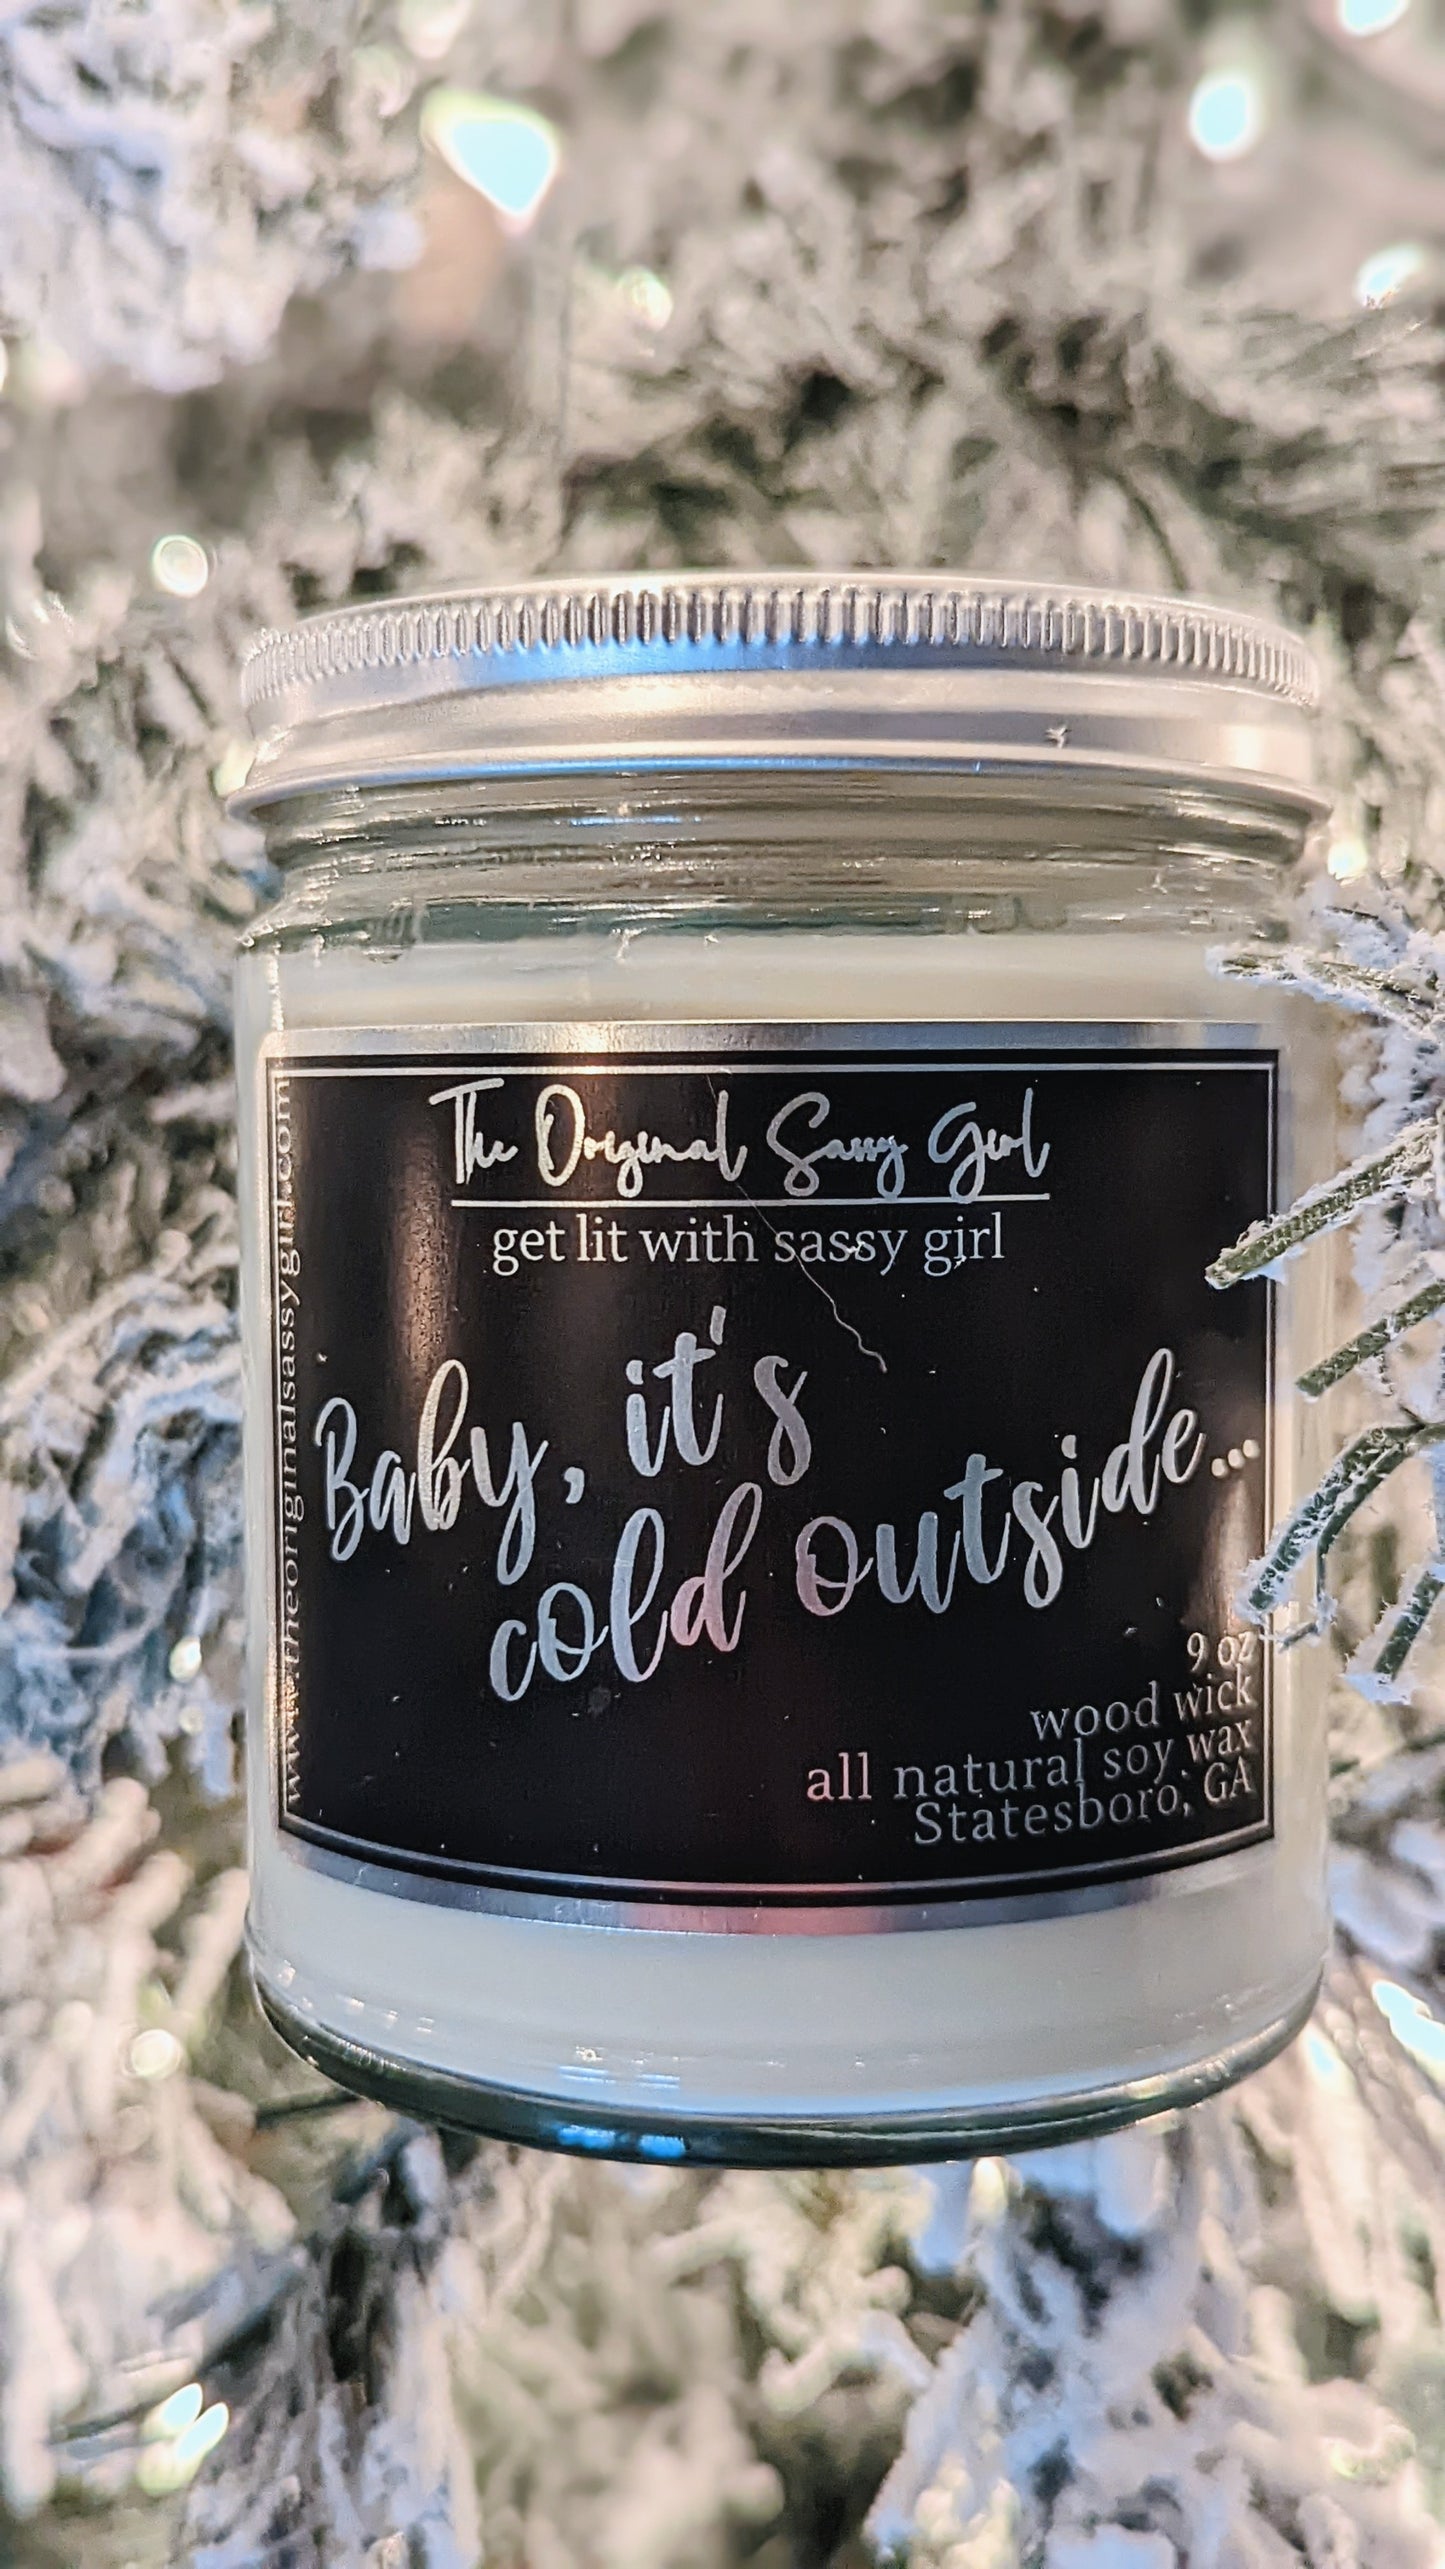 The Original Sassy Girl
get lit with sassy girl
Baby, it's
cold outside...
9 oz
wood wick
all natural soy wax
Statesboro, GA
www.theoriginalsassygirl.com